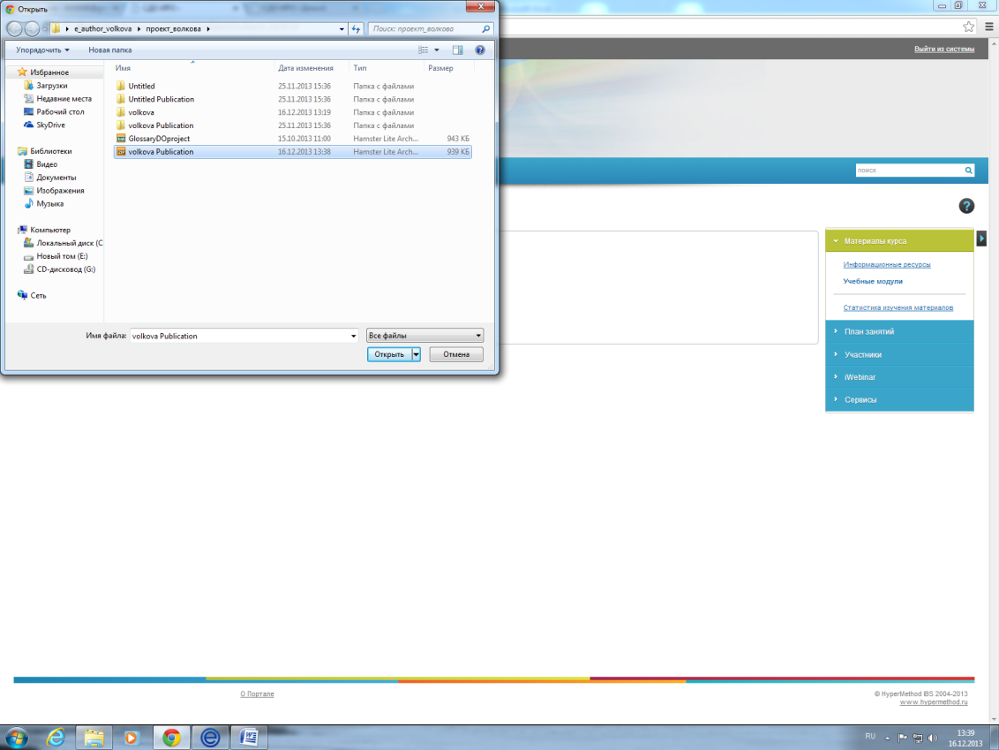 Открыть
e_author_volkova ▸ проект_волкова ▸
Поиск: проект_волкова
Упорядочить Новая папка
Имя Дата изменения Тип Размер
Избранное
Загрузки
Недавние места
Рабочий стол
SkyDrive
Библиотеки
Видео
Документы
Изображения
Музыка
Компьютер
Локальный диск (C
Новый том (E:)
CD-дисковод (G:)
Сеть
Untitled 25.11.2013 15:36 Папка с файлами
Untitled Publication 25.11.2013 15:36 Папка с файлами
volkova 16.12.2013 13:19 Папка с файлами
volkova Publication 25.11.2013 15:36 Папка с файлами
GlossaryDOproject 15.10.2013 11:00 Hamster Lite Arch... 943 КБ
volkova Publication 16.12.2013 13:38 Hamster Lite Arch... 939 КБ
Имя файла: volkova Publication Все файлы
Открыть Отмена
Выйти из системы
поиск
Материалы курса
Информационные ресурсы
Учебные модули
Статистика изучения материалов
План занятий
Участники
iWebinar
Сервисы
О Портале
© HyperMethod IBS 2004-2013
www.hypermethod.ru
RU
13:39
16.12.2013